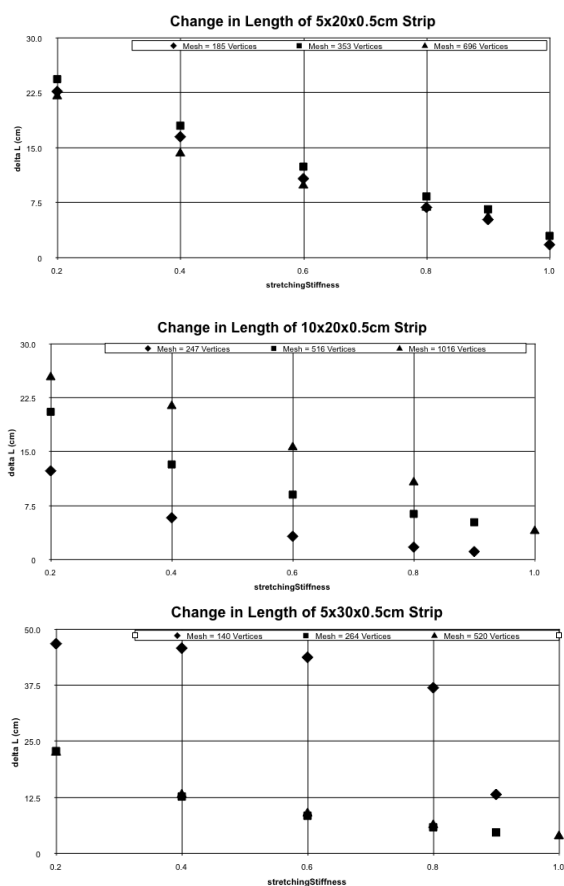 Change in Length of 5x20x0.5cm Strip
30.0
Mesh = 185 Vertices Mesh = 353 Vertices Mesh = 696 Vertices
22.5
15.0
7.5
0
delta L (cm)
0.2 0.4 0.6 0.8 1.0
stretchingStiffness
Change in Length of 10x20x0.5cm Strip
30.0
Mesh = 247 Vertices Mesh = 516 Vertices Mesh = 1016 Vertices
22.5
15.0
7.5
0
delta L (cm)
0.2 0.4 0.6 0.8 1.0
stretchingStiffness
Change in Length of 5x30x0.5cm Strip
50.0
Mesh = 140 Vertices Mesh = 264 Vertices Mesh = 520 Vertices
37.5
25.0
12.5
0
delta L (cm)
0.2 0.4 0.6 0.8 1.0
stretchingStiffness